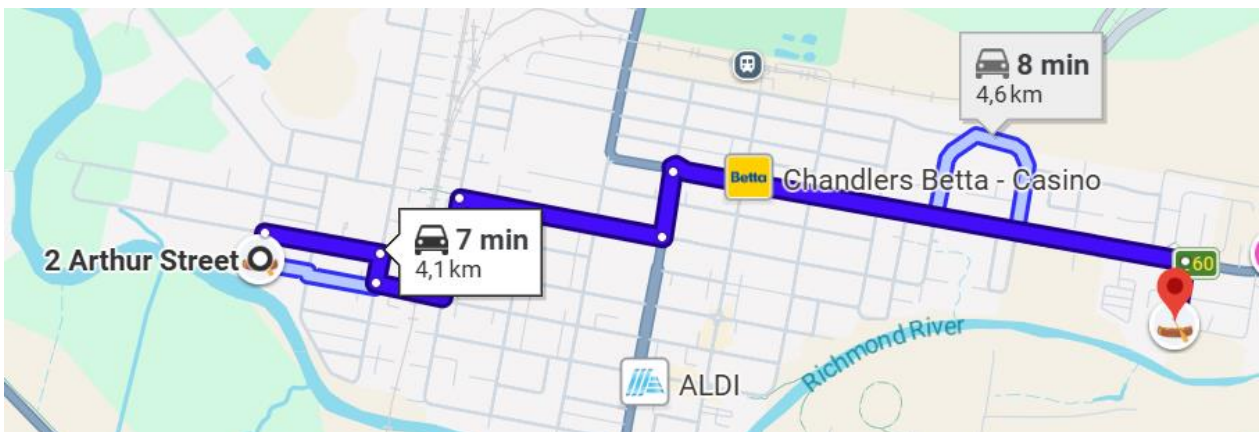 8 min
4,6 km
Betta
Chandlers Betta - Casino
7 min
4,1 km
2 Arthur Street
60
Richmond River
ALDI